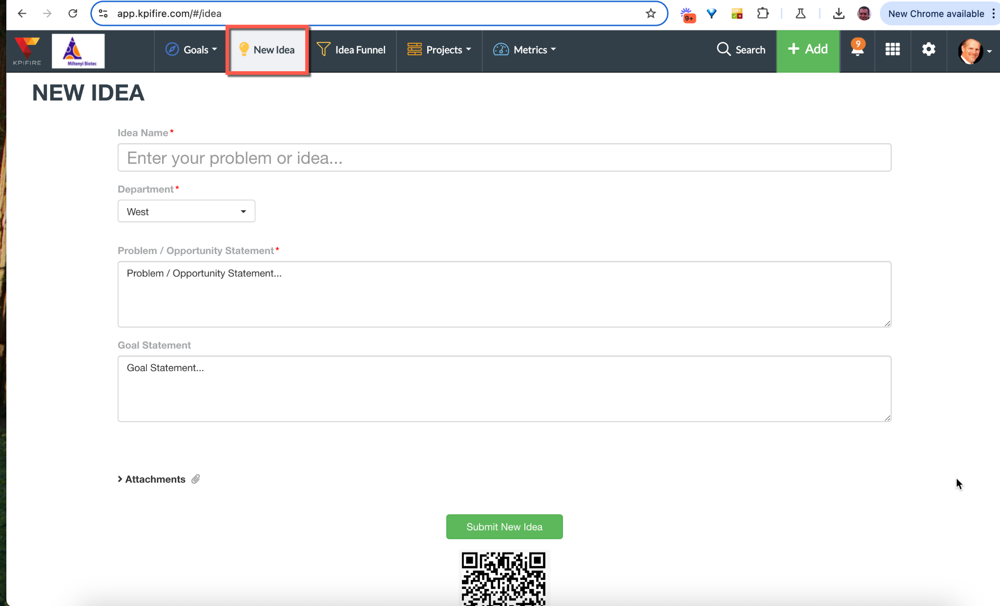 app.kpifire.com/#/idea
9+
New Chrome available
KPIFIRE
Miltenyi Biotec
Goals
New Idea
Idea Funnel
Projects
Metrics
Search
+ Add
9
NEW IDEA
Idea Name*
Enter your problem or idea...
Department*
West
Problem / Opportunity Statement*
Problem / Opportunity Statement...
Goal Statement
Goal Statement...
Attachments
Submit New Idea